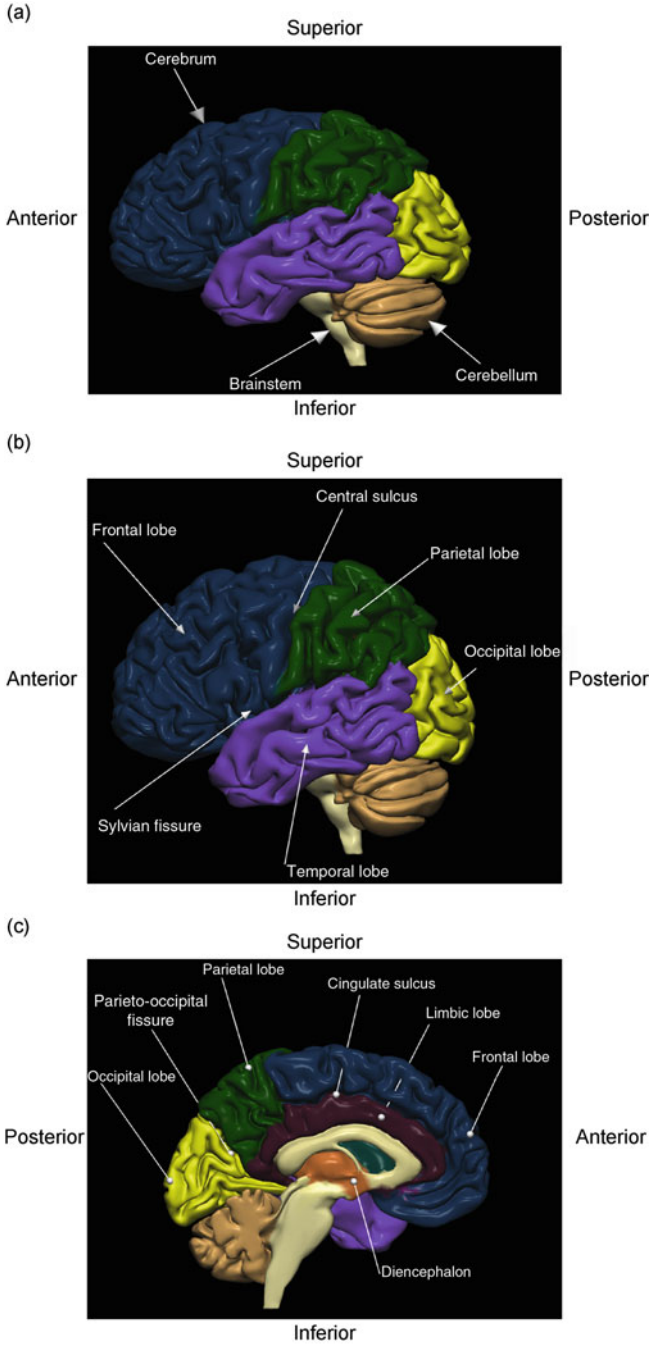 (a)
Superior
Cerebrum
Anterior
Posterior
Brainstem
Cerebellum
Inferior
(b)
Superior
Central sulcus
Frontal lobe
Parietal lobe
Occipital lobe
Anterior
Posterior
Sylvian fissure
Temporal lobe
Inferior
(c)
Superior
Parietal lobe
Cingulate sulcus
Parieto-occipital
fissure
Limbic lobe
Frontal lobe
Occipital lobe
Posterior
Anterior
Diencephalon
Inferior